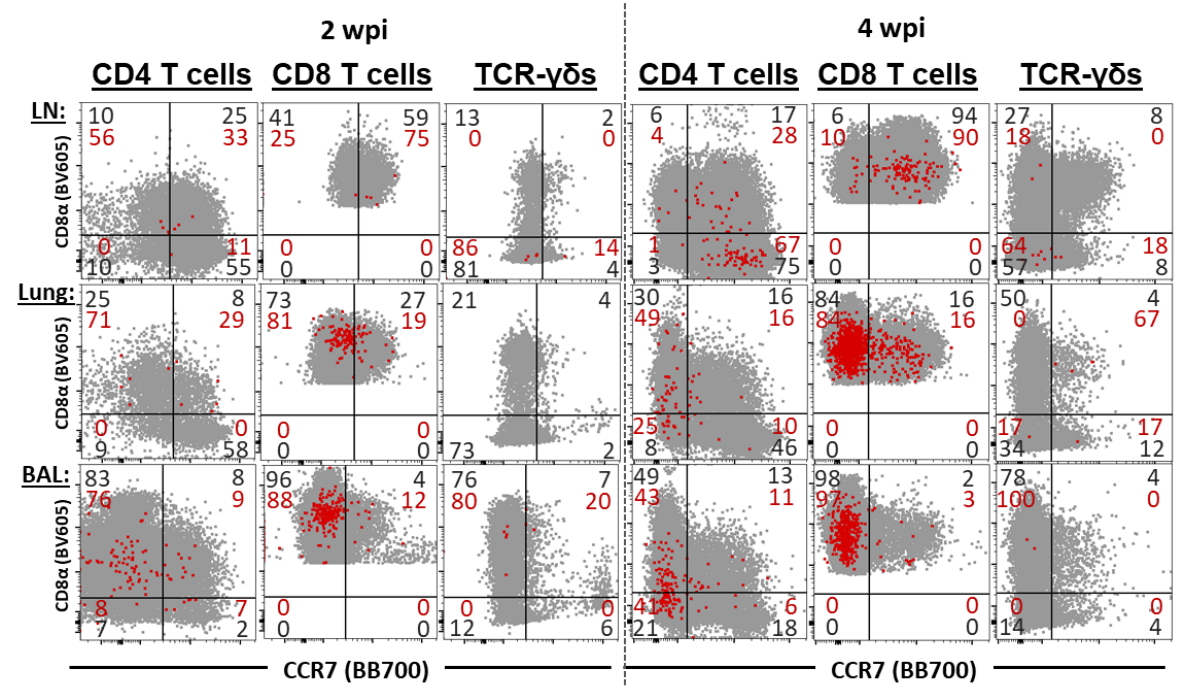 2 wpi 4 wpi
CD4 T cells CD8 T cells TCR-γδs CD4 T cells CD8 T cells TCR-γδs
LN:
CD8α (BV605)
10 25 41 59 13 2 6 17 6 94 27 8
56 33 25 75 0 0 4 28 10 90 18 0
0 11 0 0 86 14 1 67 0 0 64 18
10 55 0 0 81 4 3 75 0 0 57 8
Lung:
CD8α (BV605)
25 8 73 27 21 4 30 16 84 16 50 4
71 29 81 19 49 16 84 16 0 67
0 0 0 0 25 10 0 0 17 17
9 58 0 0 73 2 8 46 0 0 34 12
BAL:
CD8α (BV605)
83 8 96 4 76 7 49 13 98 2 78 4
76 9 88 12 80 20 43 11 97 3 100 0
8 7 0 0 0 0 41 6 0 0 0 0
7 2 0 0 12 6 21 18 0 0 14 4
CCR7 (BB700) CCR7 (BB700)